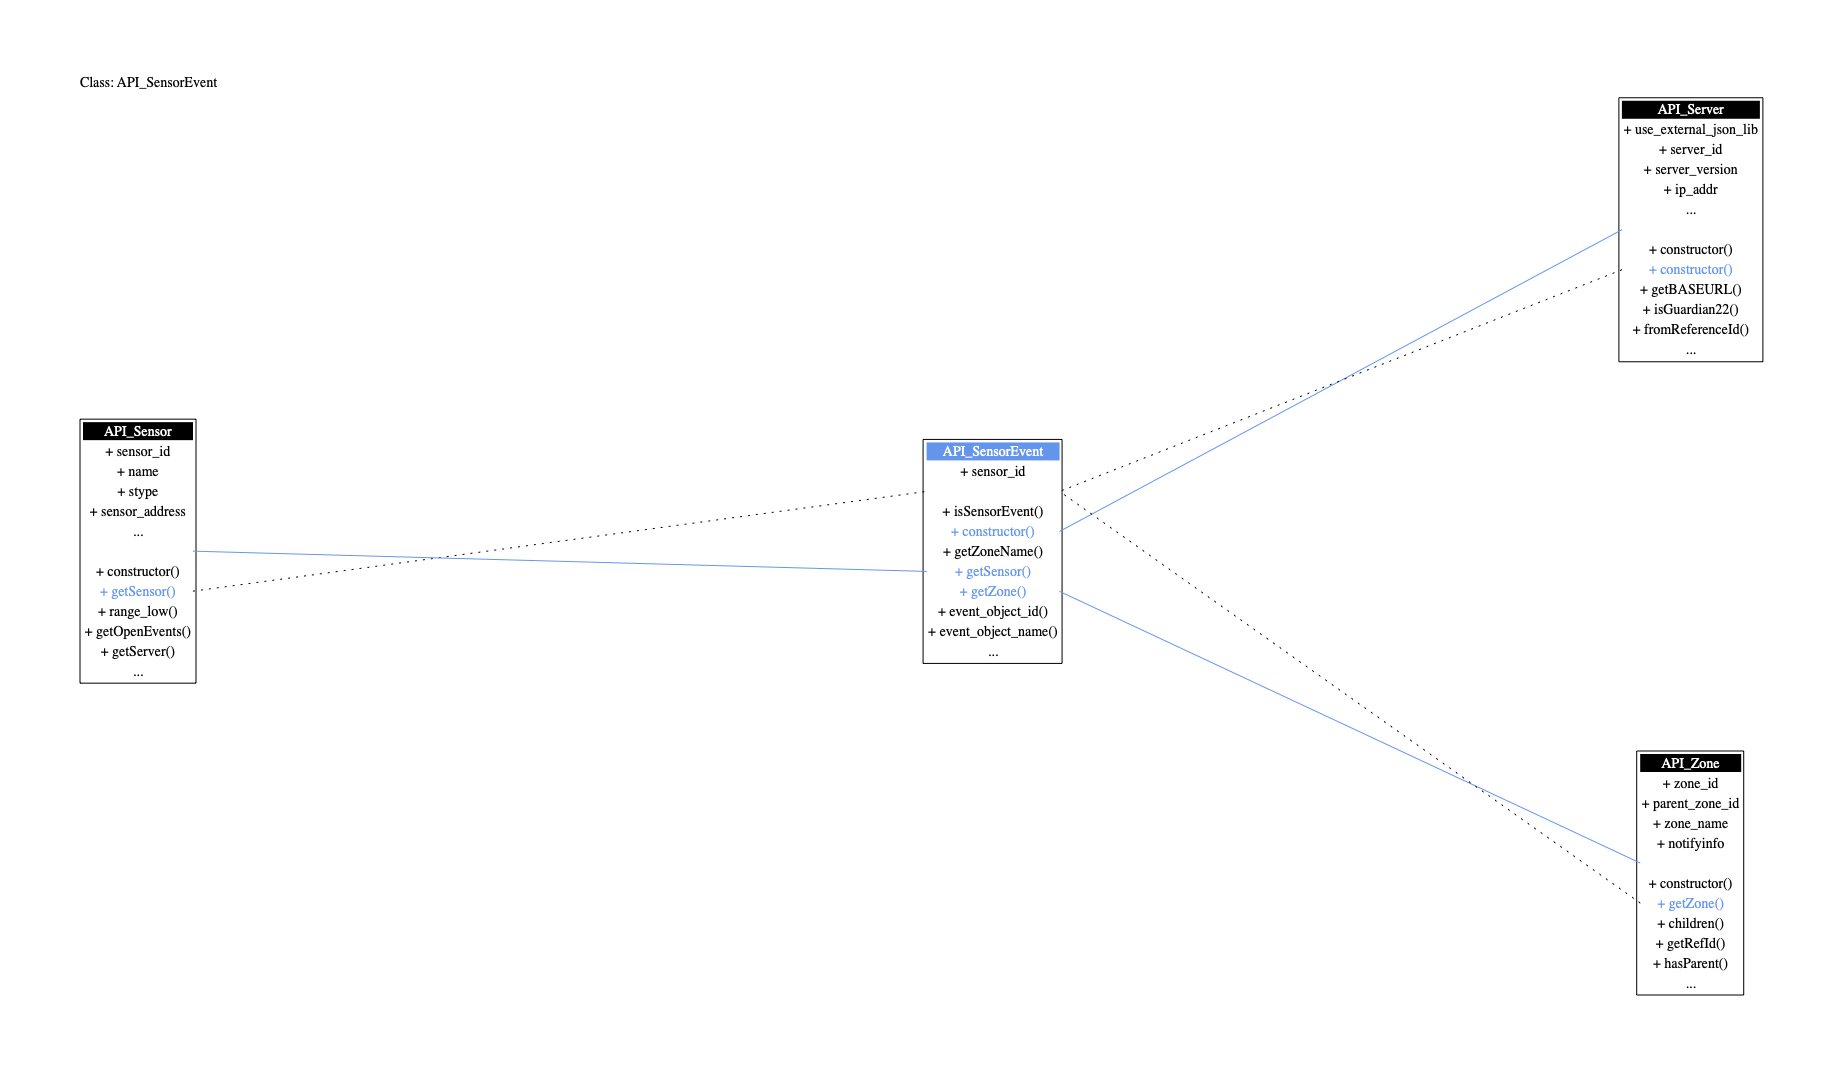 Class: API_SensorEvent
API_Server
+ use_external_json_lib
+ server_id
+ server_version
+ ip_addr
...
+ constructor()
+ constructor()
+ getBASEURL()
+ isGuardian22()
+ fromReferenceId()
...
API_Sensor
+ sensor_id
+ name
+ stype
+ sensor_address
...
+ constructor()
+ getSensor()
+ range_low()
+ getOpenEvents()
+ getServer()
...
API_SensorEvent
+ sensor_id
+ isSensorEvent()
+ constructor()
+ getZoneName()
+ getSensor()
+ getZone()
+ event_object_id()
+ event_object_name()
...
API_Zone
+ zone_id
+ parent_zone_id
+ zone_name
+ notifyinfo
+ constructor()
+ getZone()
+ children()
+ getRefId()
+ hasParent()
...